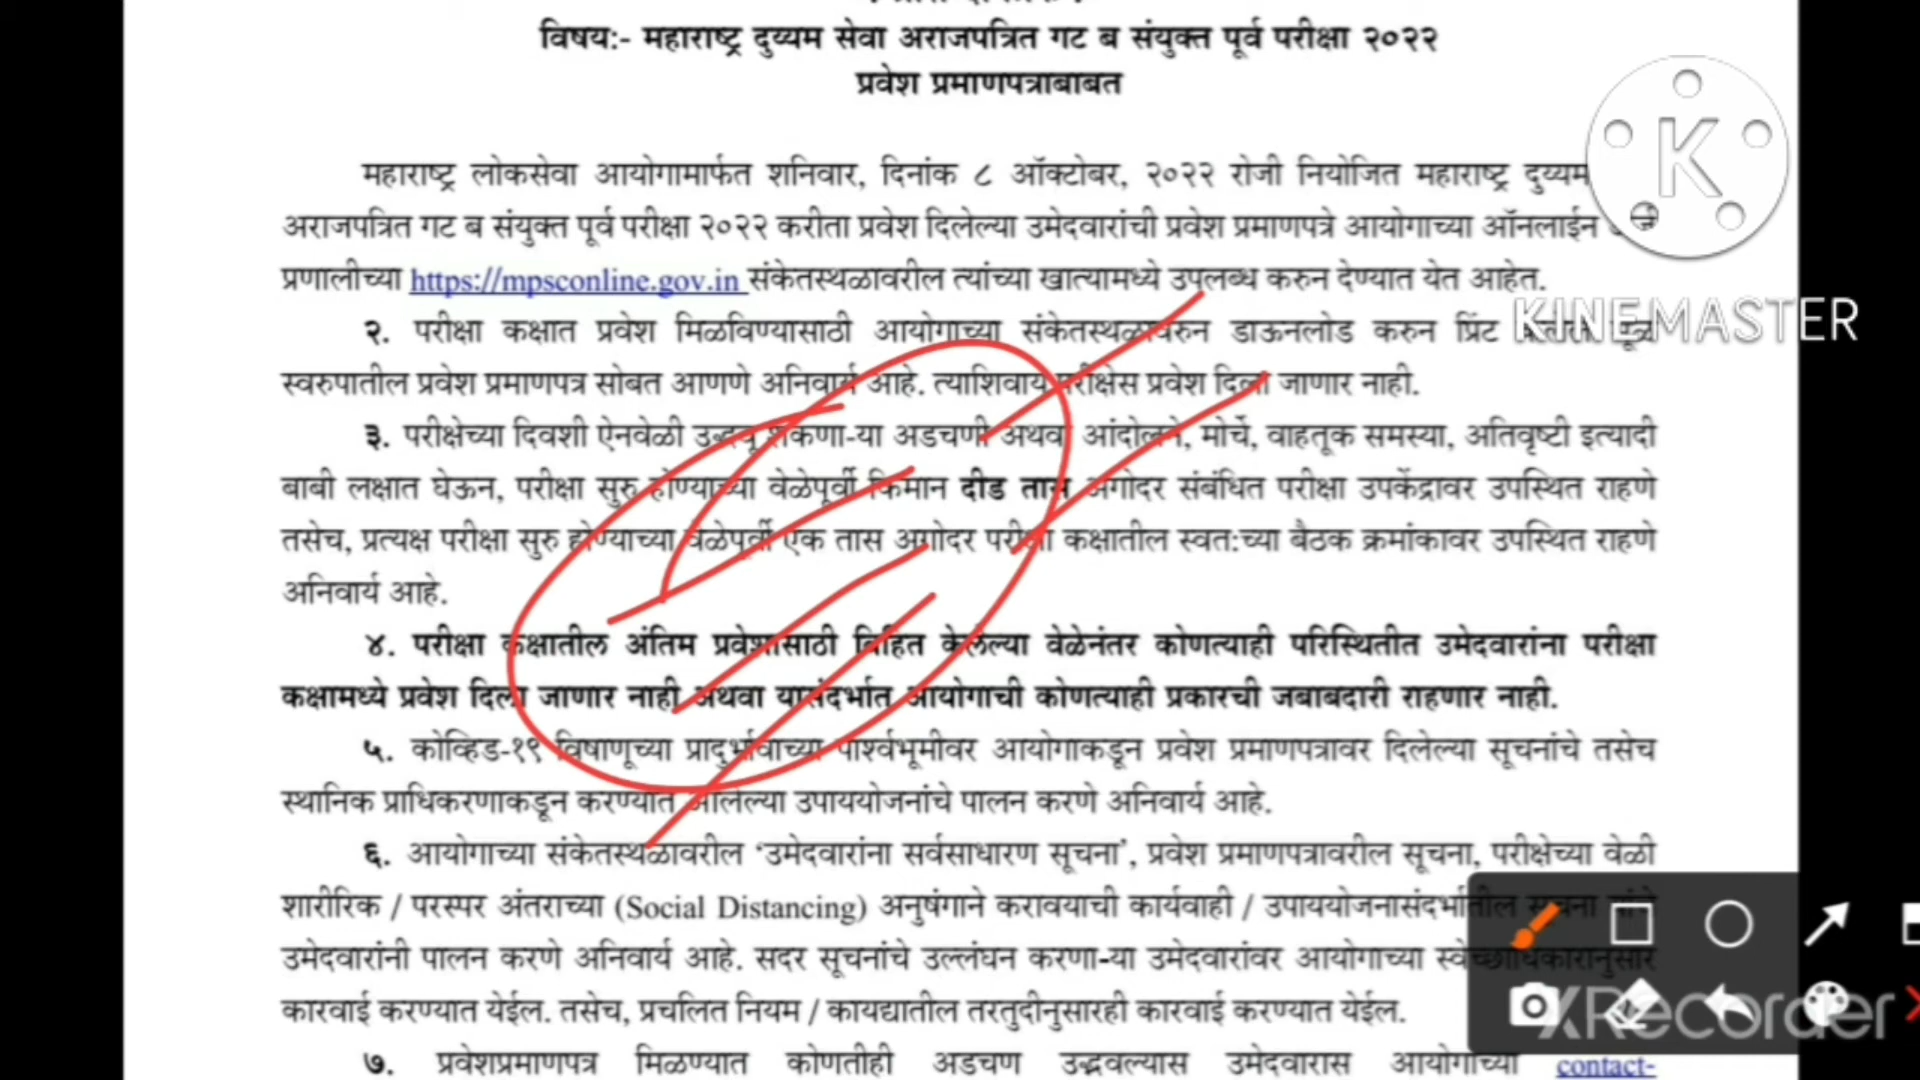 विषय:- महाराष्ट्र दुय्यम सेवा अराजपत्रित गट ब संयुक्त पूर्व परीक्षा २०२२
प्रवेश प्रमाणपत्राबाबत
महाराष्ट्र लोकसेवा आयोगामार्फत शनिवार, दिनांक ८ ऑक्टोबर, २०२२ रोजी नियोजित महाराष्ट्र दुय्यम
अराजपत्रित गट ब संयुक्त पूर्व परीक्षा २०२२ करीता प्रवेश दिलेल्या उमेदवारांची प्रवेश प्रमाणपत्रे आयोगाच्या ऑनलाईन
प्रणालीच्या https://mpsconline.gov.in संकेतस्थळावरील त्यांच्या खात्यामध्ये उपलब्ध करुन देण्यात येत आहेत.
KINEMASTER
२. परीक्षा कक्षात प्रवेश मिळविण्यासाठी आयोगाच्या संकेतस्थळावरुन डाऊनलोड करुन प्रिंट
स्वरुपातील प्रवेश प्रमाणपत्र सोबत आणणे अनिवार्य आहे. त्याशिवाय परीक्षेस प्रवेश दिला जाणार नाही.
३. परीक्षेच्या दिवशी ऐनवेळी उद्भवू शकणा-या अडचणी अथवा आंदोलने, मोर्चे, वाहतूक समस्या, अतिवृष्टी इत्यादी
बाबी लक्षात घेऊन, परीक्षा सुरु होण्याच्या वेळेपूर्वी किमान दीड तास अगोदर संबंधित परीक्षा उपकेंद्रावर उपस्थित राहणे
तसेच, प्रत्यक्ष परीक्षा सुरु होण्याच्या वेळेपूर्वी एक तास अगोदर परीक्षा कक्षातील स्वत:च्या बैठक क्रमांकावर उपस्थित राहणे
अनिवार्य आहे.
४. परीक्षा कक्षातील अंतिम प्रवेशासाठी विहित केलेल्या वेळेनंतर कोणत्याही परिस्थितीत उमेदवारांना परीक्षा
कक्षामध्ये प्रवेश दिला जाणार नाही अथवा यासंदर्भात आयोगाची कोणत्याही प्रकारची जबाबदारी राहणार नाही.
५. कोव्हिड-१९ विषाणूच्या प्रादुर्भावाच्या पार्श्वभूमीवर आयोगाकडून प्रवेश प्रमाणपत्रावर दिलेल्या सूचनांचे तसेच
स्थानिक प्राधिकरणाकडून करण्यात आलेल्या उपाययोजनांचे पालन करणे अनिवार्य आहे.
६. आयोगाच्या संकेतस्थळावरील ‘उमेदवारांना सर्वसाधारण सूचना’, प्रवेश प्रमाणपत्रावरील सूचना, परीक्षेच्या वेळी
शारीरिक / परस्पर अंतराच्या (Social Distancing) अनुषंगाने करावयाची कार्यवाही / उपाययोजनासंदर्भातील सूचना
उमेदवारांनी पालन करणे अनिवार्य आहे. सदर सूचनांचे उल्लंघन करणा-या उमेदवारांवर आयोगाच्या स्वेच्छाधिकारानुसार
कारवाई करण्यात येईल. तसेच, प्रचलित नियम / कायद्यातील तरतुदीनुसारही कारवाई करण्यात येईल.
XRecorder
७. प्रवेशप्रमाणपत्र मिळण्यात कोणतीही अडचण उद्भवल्यास उमेदवारास आयोगाच्या contact-